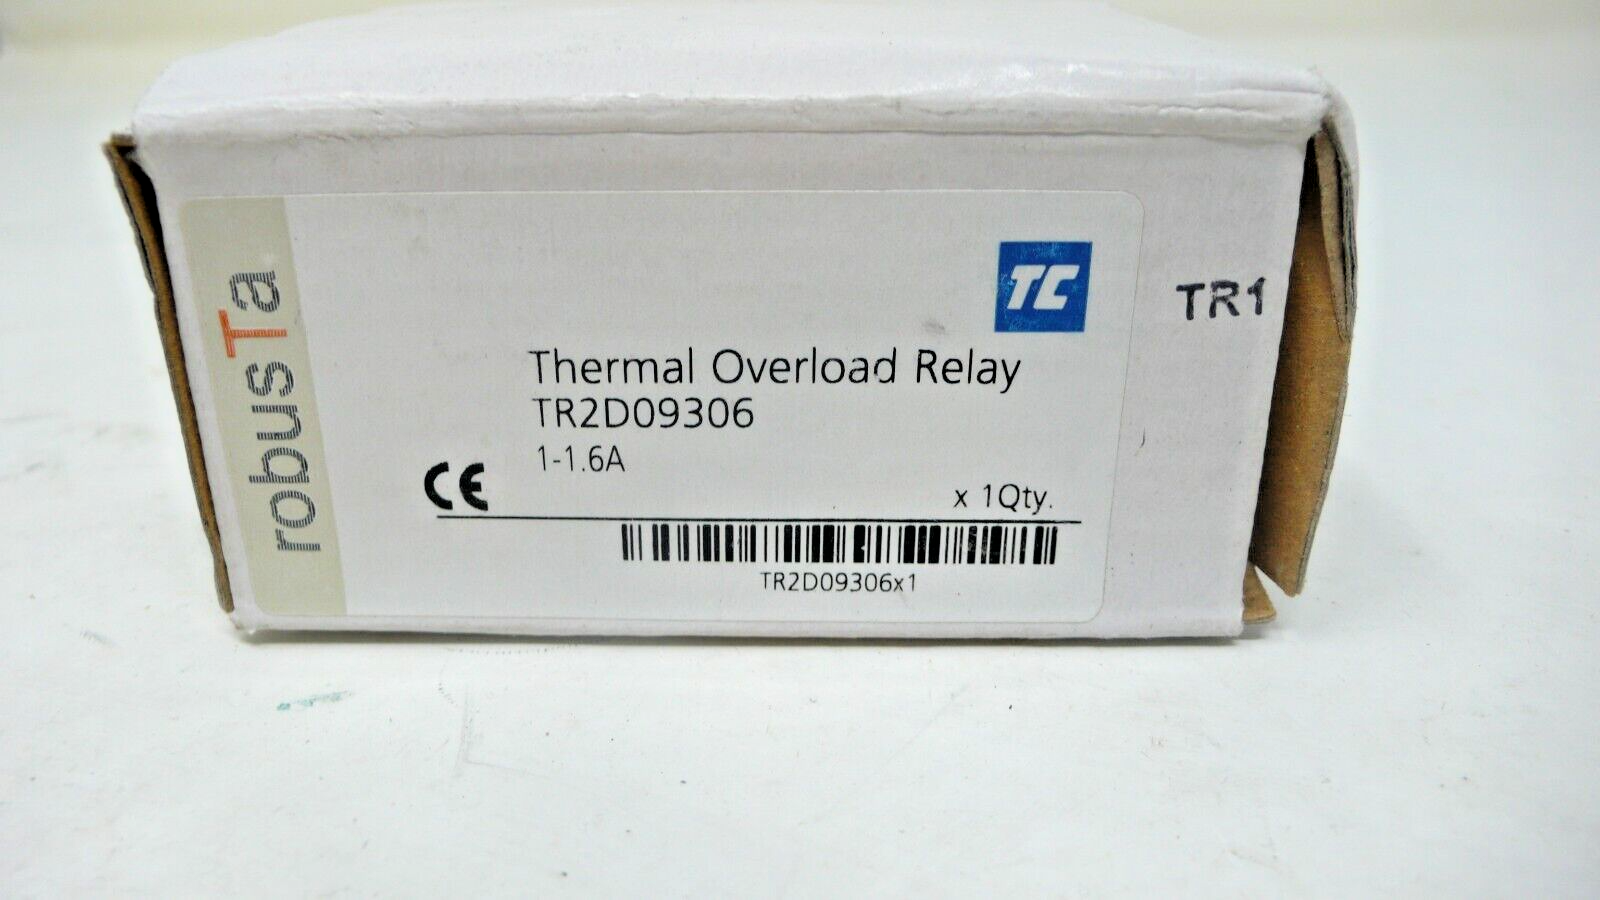 robusTa
TC
TR1
Thermal Overload Relay
TR2D09306
1-1.6A
CE
x 1Qty.
TR2D09306x1